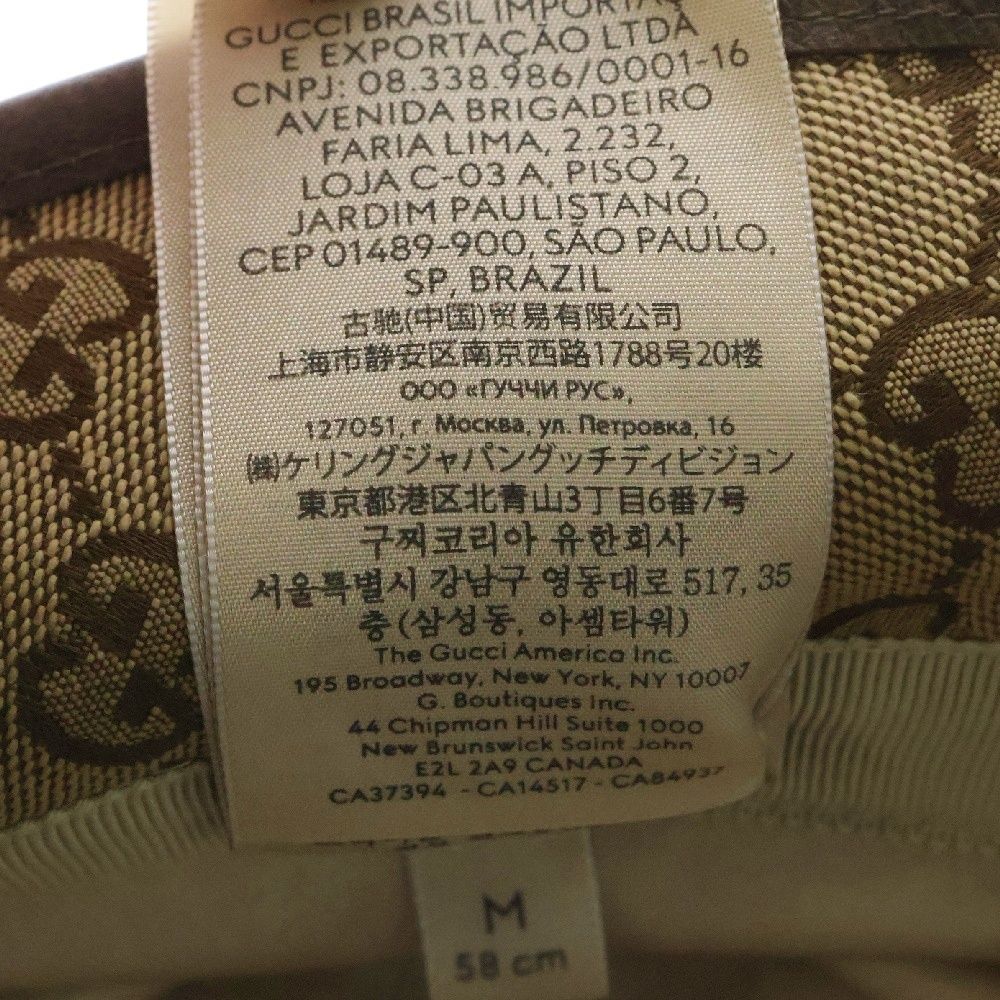 GUCCI BRASIL IMPORTAÇÃO
E EXPORTAÇÃO LTDA
CNPJ: 08.338.986/0001-16
AVENIDA BRIGADEIRO
FARIA LIMA, 2.232,
LOJA C-03 A, PISO 2,
JARDIM PAULISTANO,
CEP 01489-900, SÃO PAULO,
SP, BRAZIL
古驰(中国)贸易有限公司
上海市静安区南京西路1788号20楼
ООО «ГУЧЧИ РУС»,
127051, г. Москва, ул. Петровка, 16
㈱ケリングジャパングッチディビジョン
東京都港区北青山3丁目6番7号
구찌코리아 유한회사
서울특별시 강남구 영동대로 517, 35
층 (삼성동, 아셈타워)
The Gucci America Inc.
195 Broadway, New York, NY 10007
G. Boutiques Inc.
44 Chipman Hill Suite 1000
New Brunswick Saint John
E2L 2A9 CANADA
CA37394 - CA14517 - CA84937
M
58 cm